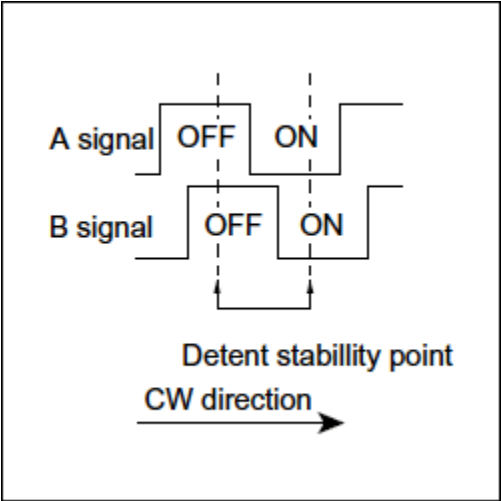 A signal OFF ON
B signal OFF ON
Detent stabillity point
CW direction